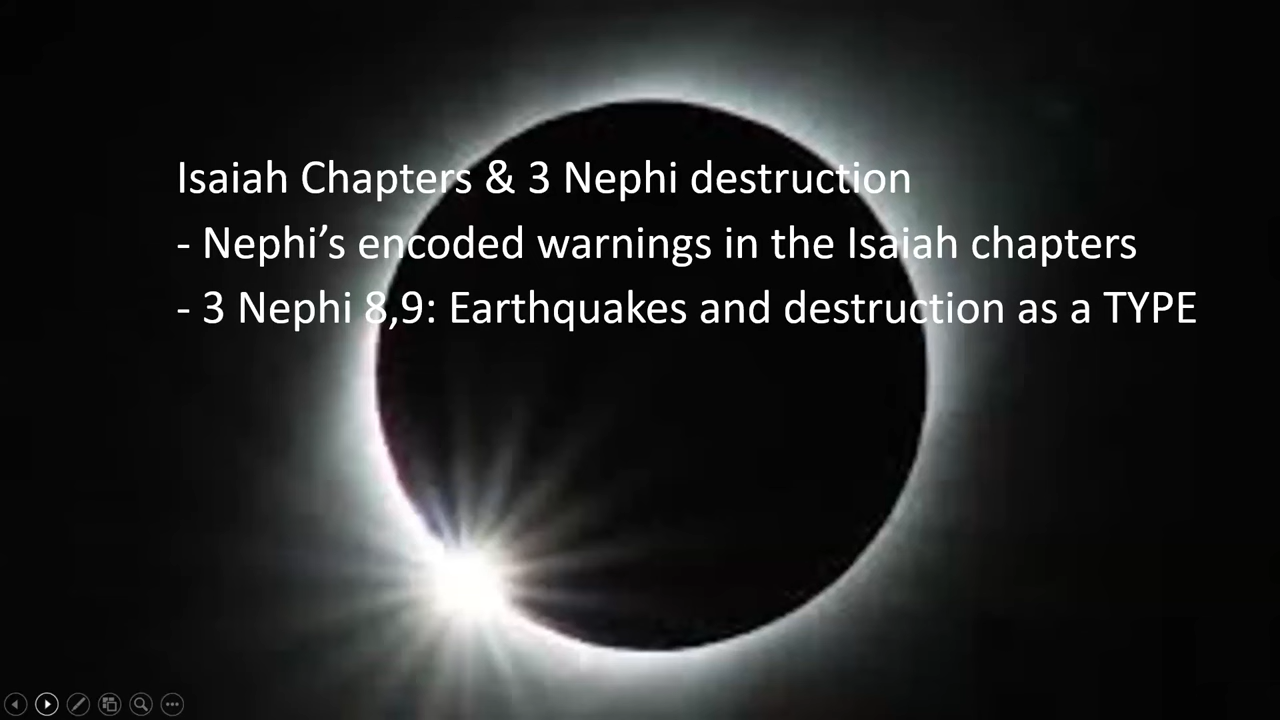 Isaiah Chapters & 3 Nephi destruction
- Nephi’s encoded warnings in the Isaiah chapters
- 3 Nephi 8,9: Earthquakes and destruction as a TYPE